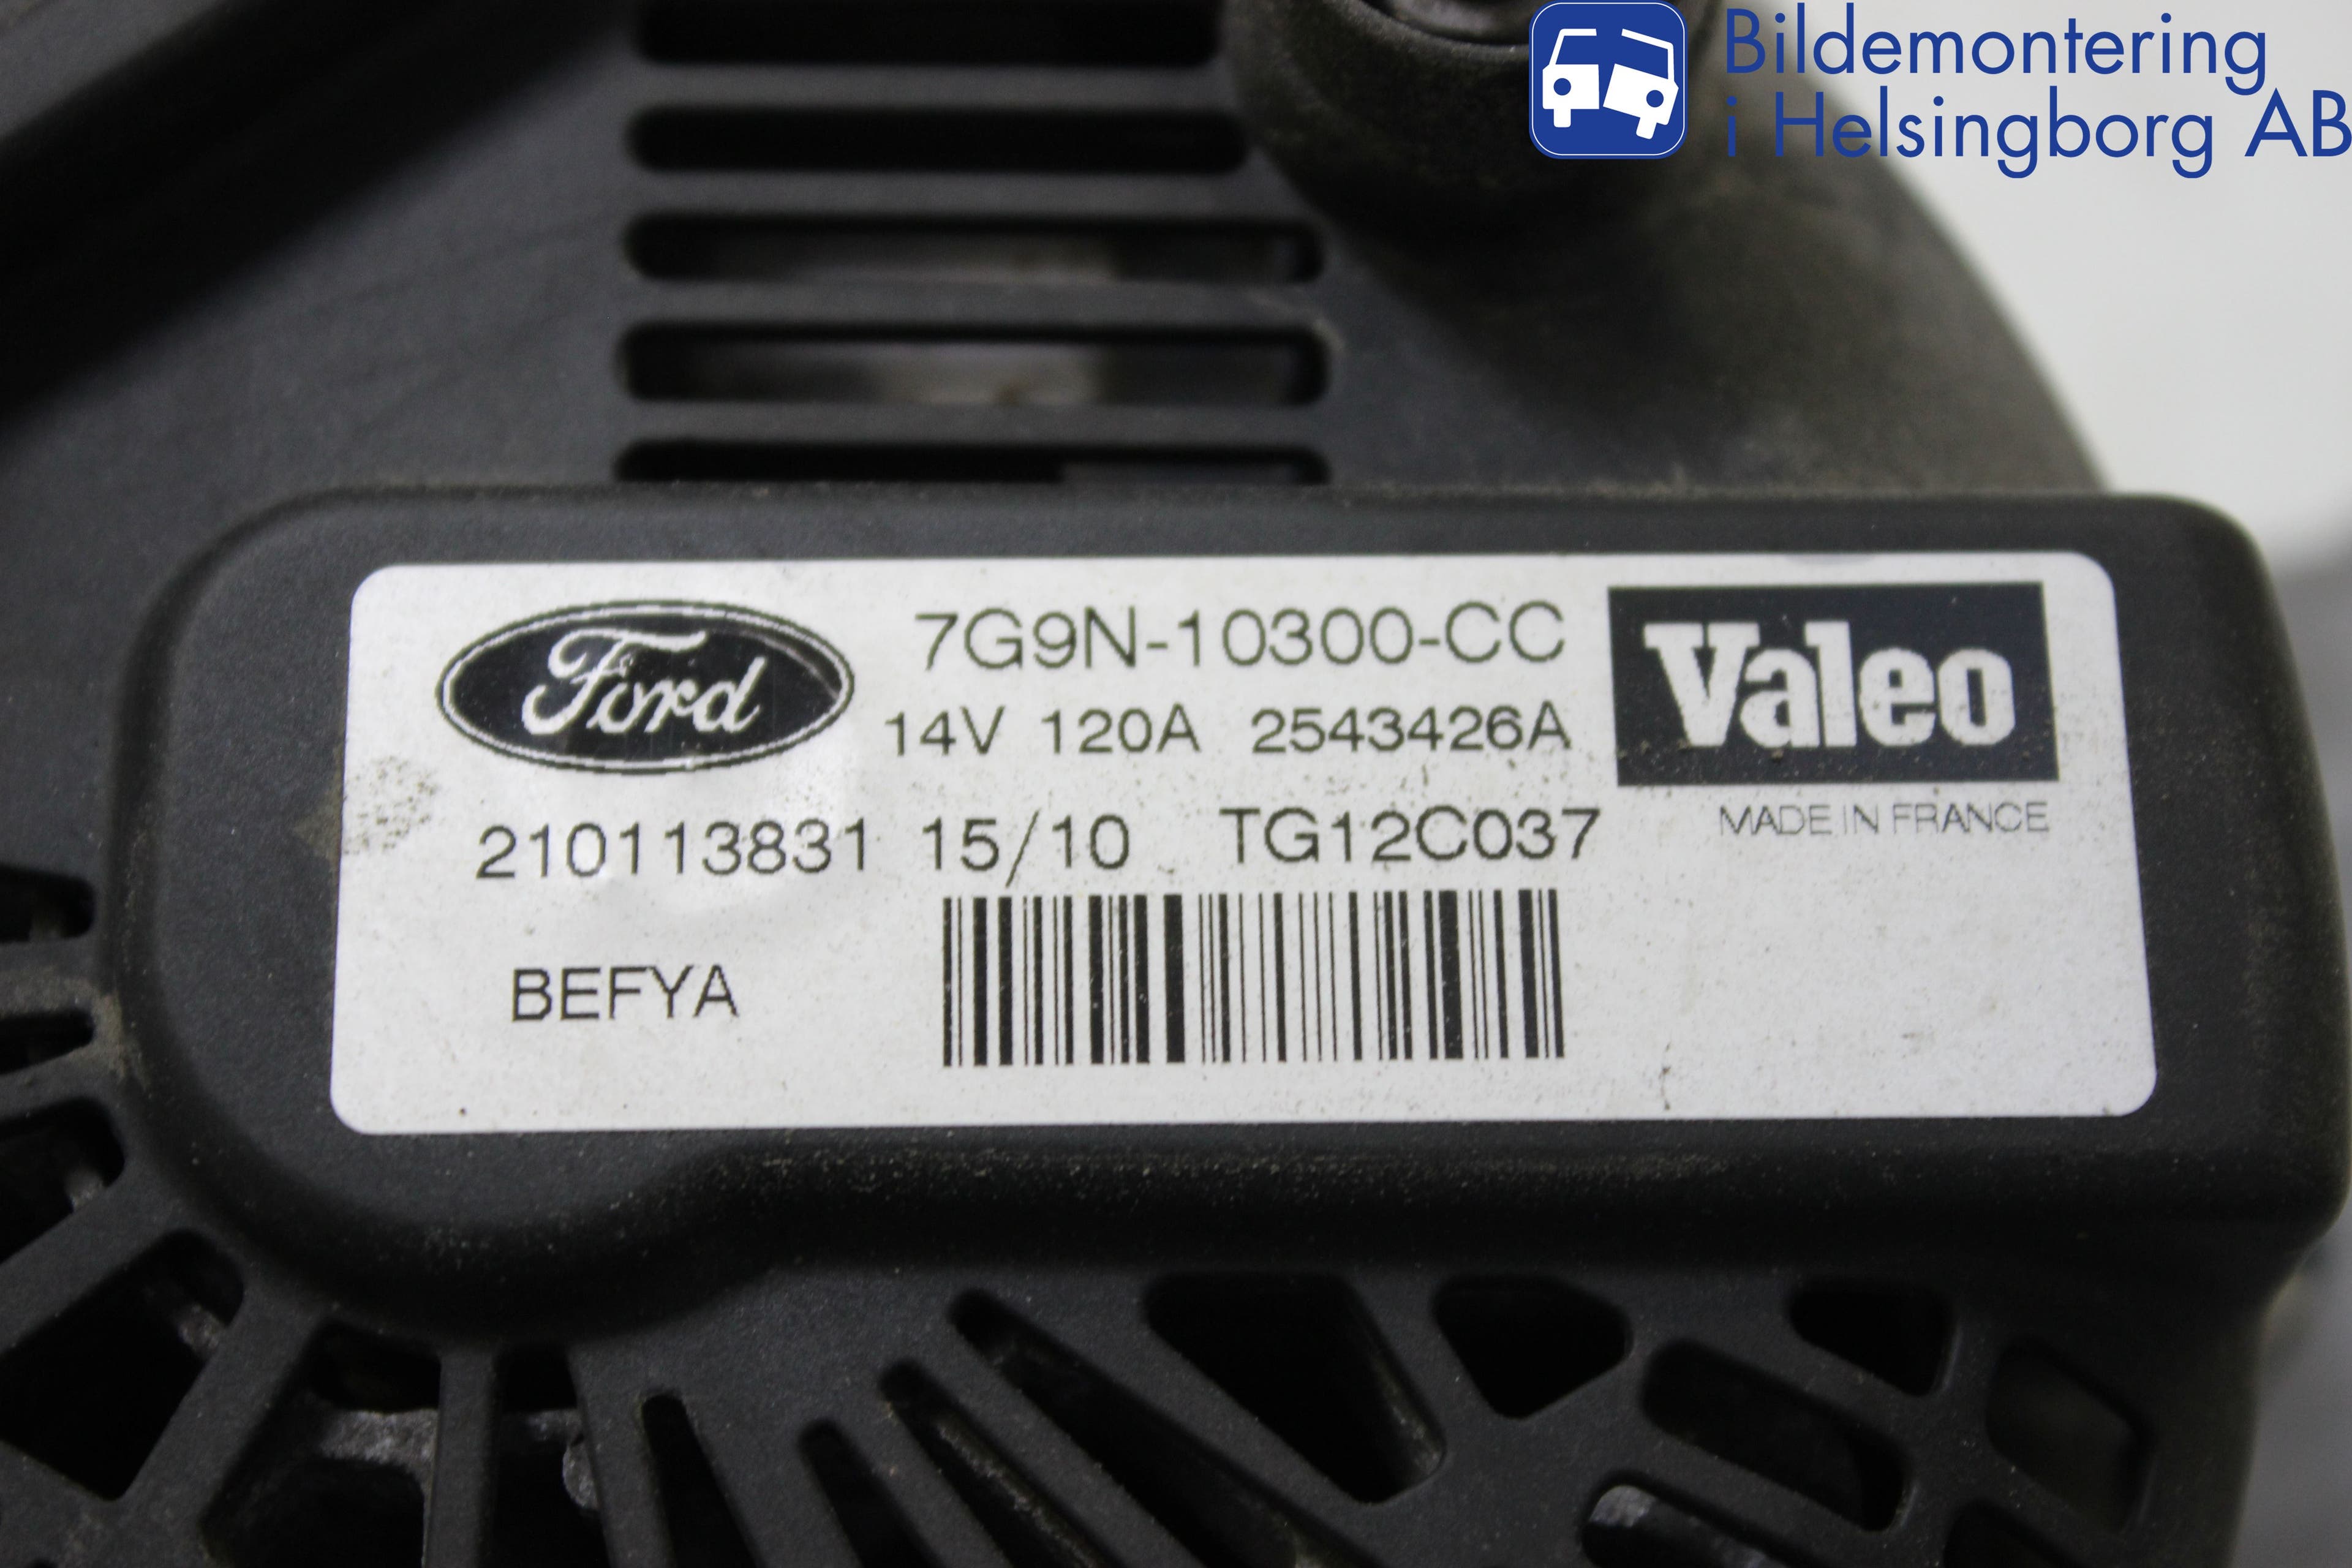 Bildemontering
i Helsingborg AB
Ford
7G9N-10300-CC
Valeo
14V 120A 2543426A
MADE IN FRANCE
210113831 15/10 TG12C037
BEFYA